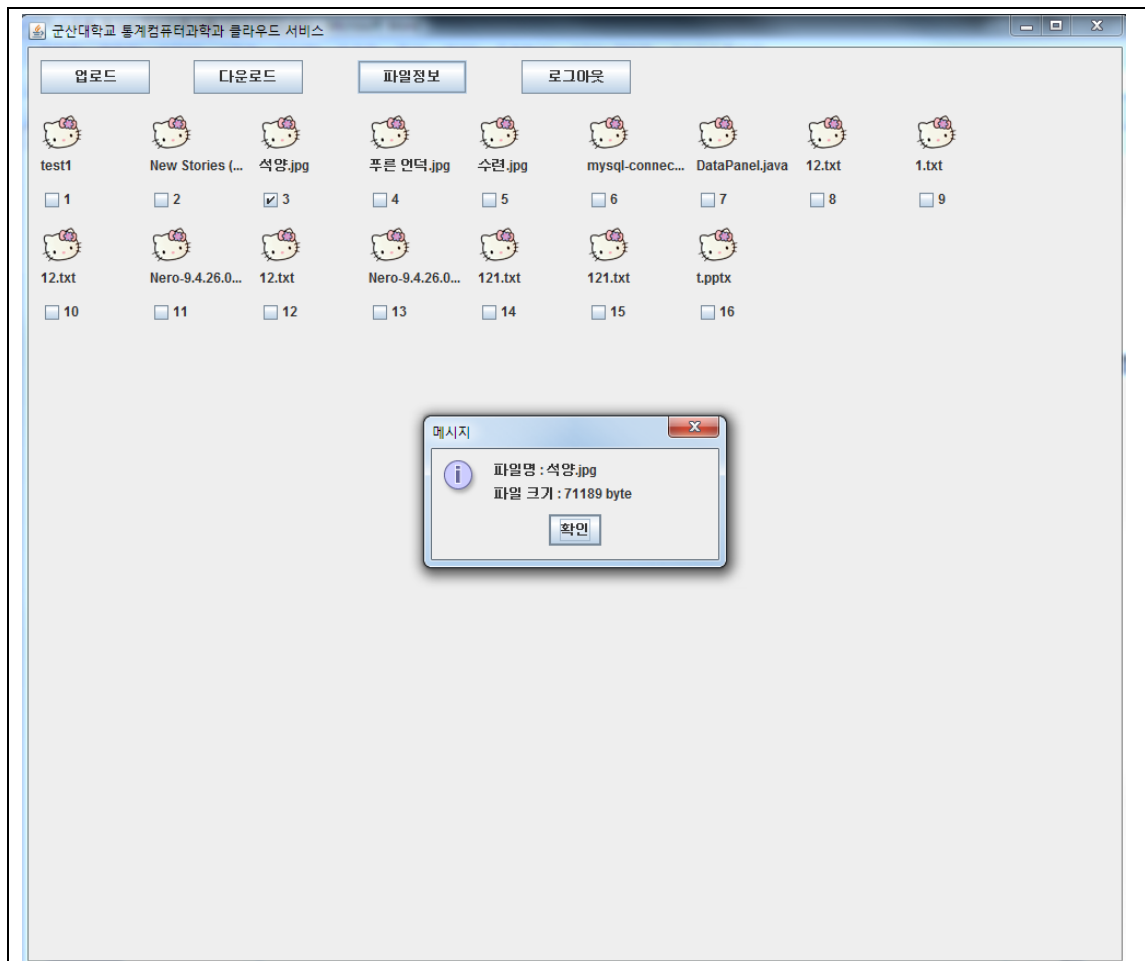 군산대학교 통계컴퓨터과학과 클라우드 서비스
업로드 다운로드 파일정보 로그아웃
test1 New Stories (... 석양.jpg 푸른 언덕.jpg 수련.jpg mysql-connec... DataPanel.java 12.txt 1.txt
1 2 3 4 5 6 7 8 9
12.txt Nero-9.4.26.0... 12.txt Nero-9.4.26.0... 121.txt 121.txt t.pptx
10 11 12 13 14 15 16
메시지
파일명 : 석양.jpg
파일 크기 : 71189 byte
확인